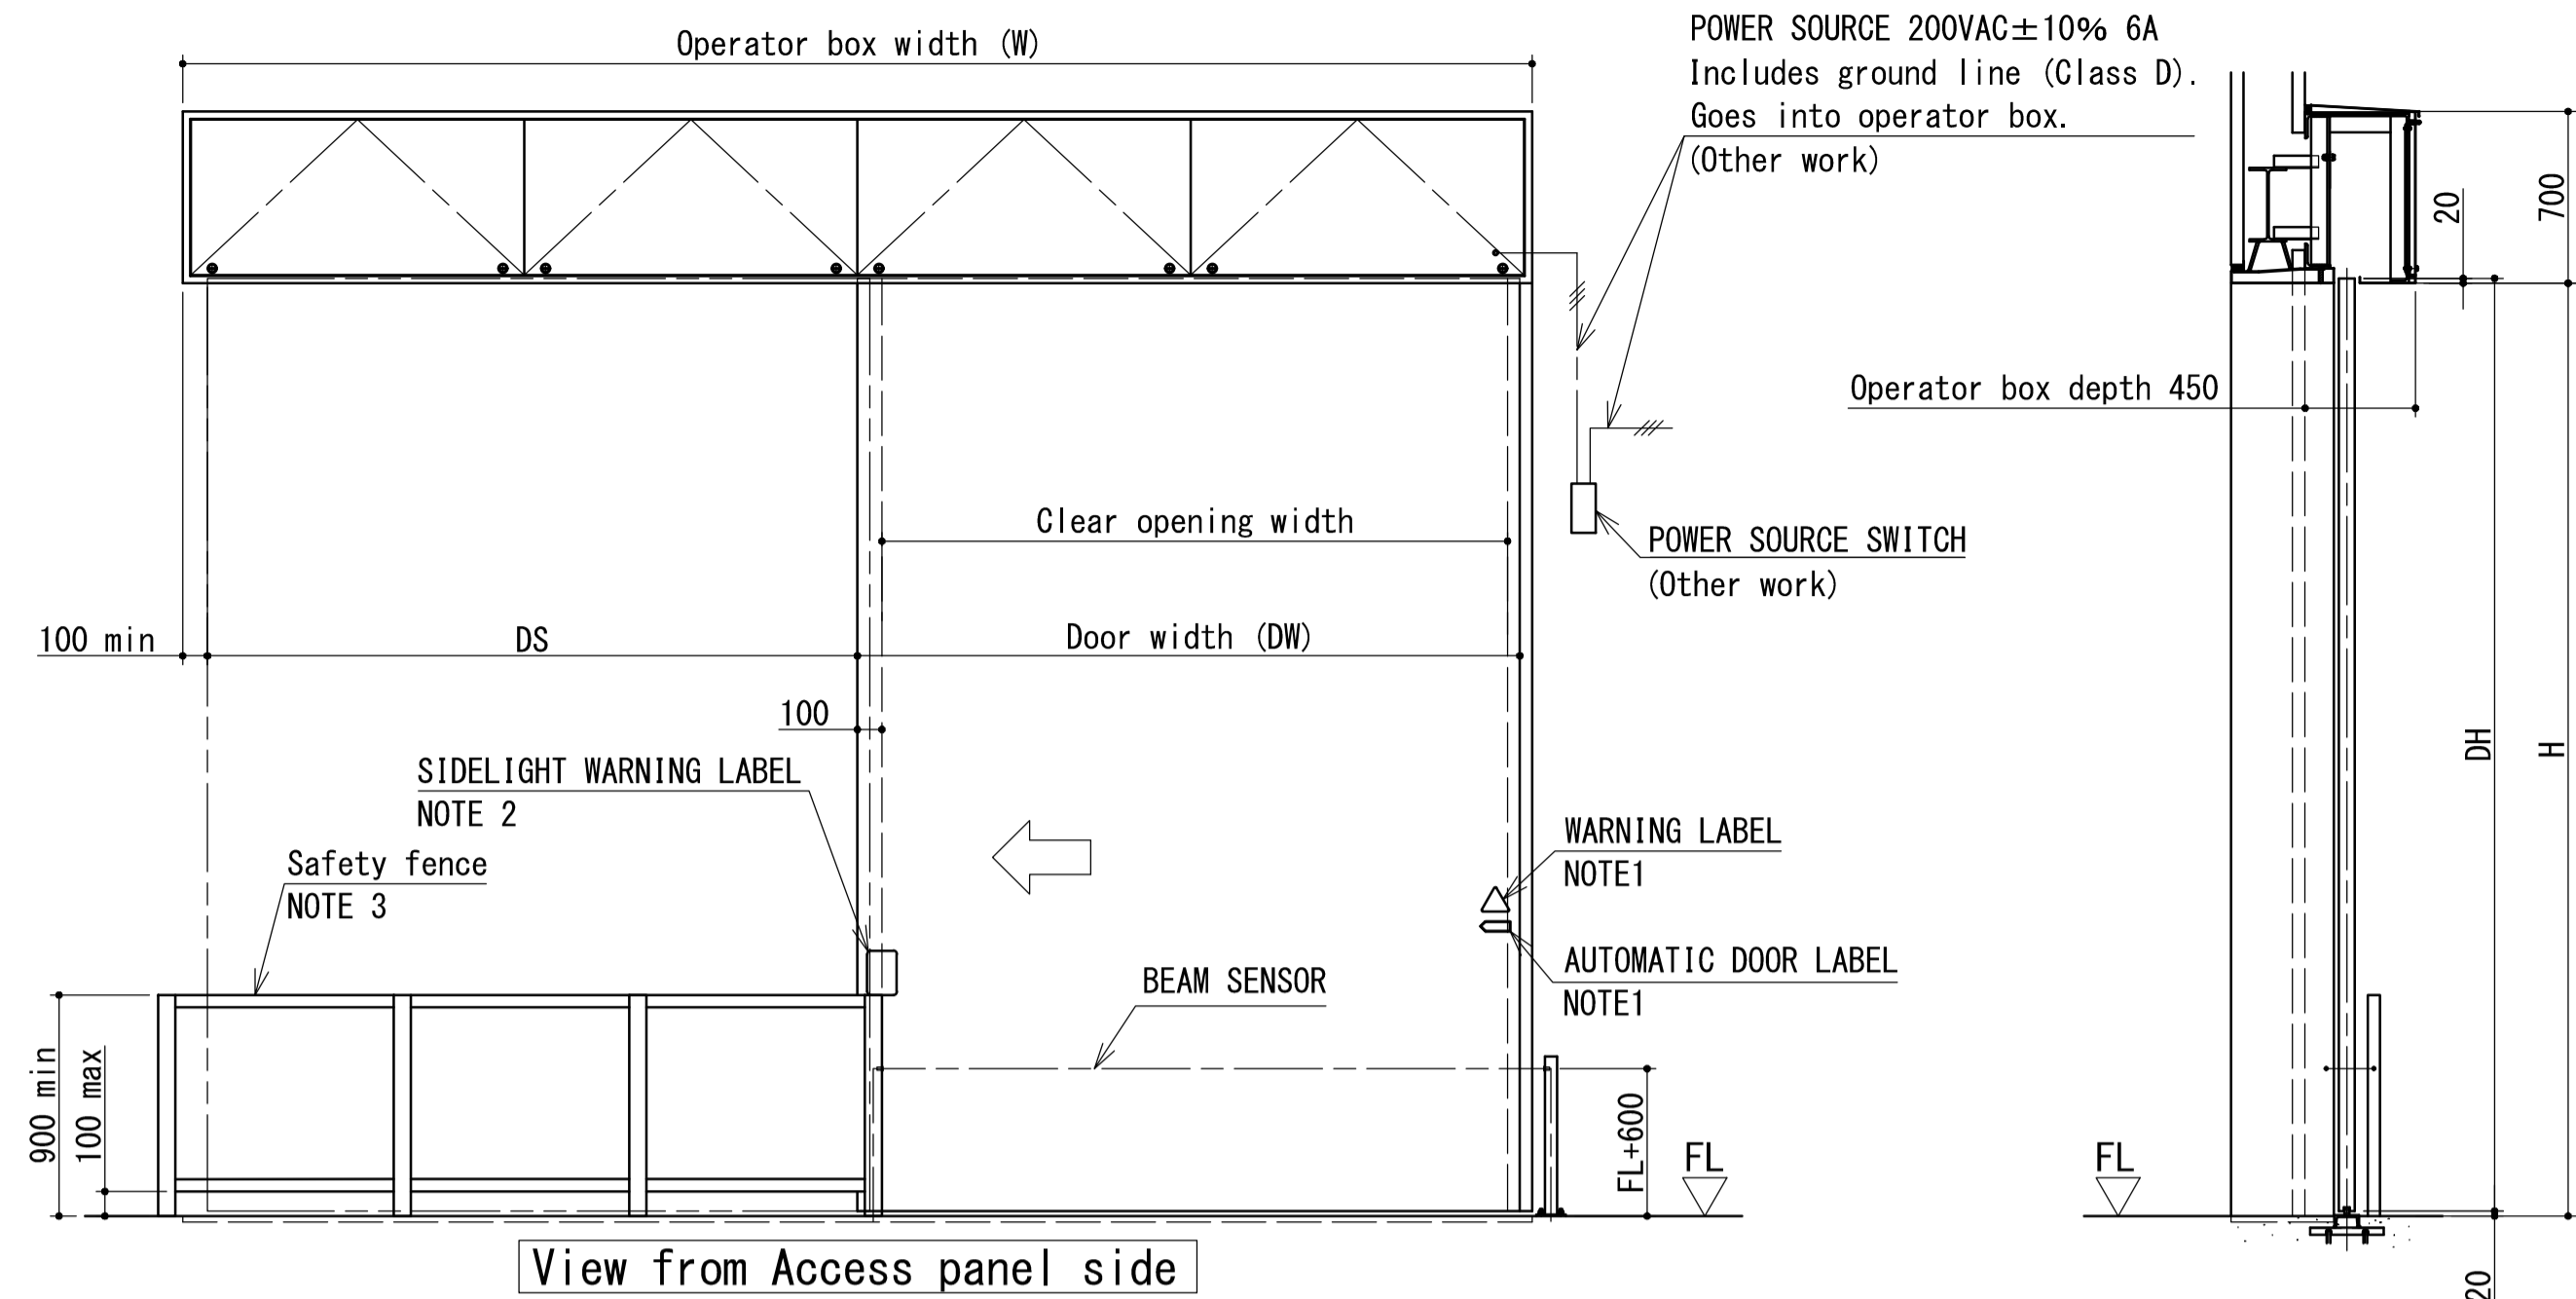 Operator box width (W)
POWER SOURCE 200VAC±10% 6A
Includes ground line (Class D).
Goes into operator box.
(Other work)
20
700
Operator box depth 450
Clear opening width
POWER SOURCE SWITCH
(Other work)
100 min
DS
Door width (DW)
100
DH
H
SIDELIGHT WARNING LABEL
NOTE 2
Safety fence
NOTE 3
WARNING LABEL
NOTE1
AUTOMATIC DOOR LABEL
NOTE1
BEAM SENSOR
900 min
100 max
FL+600
FL
FL
View from Access panel side
20